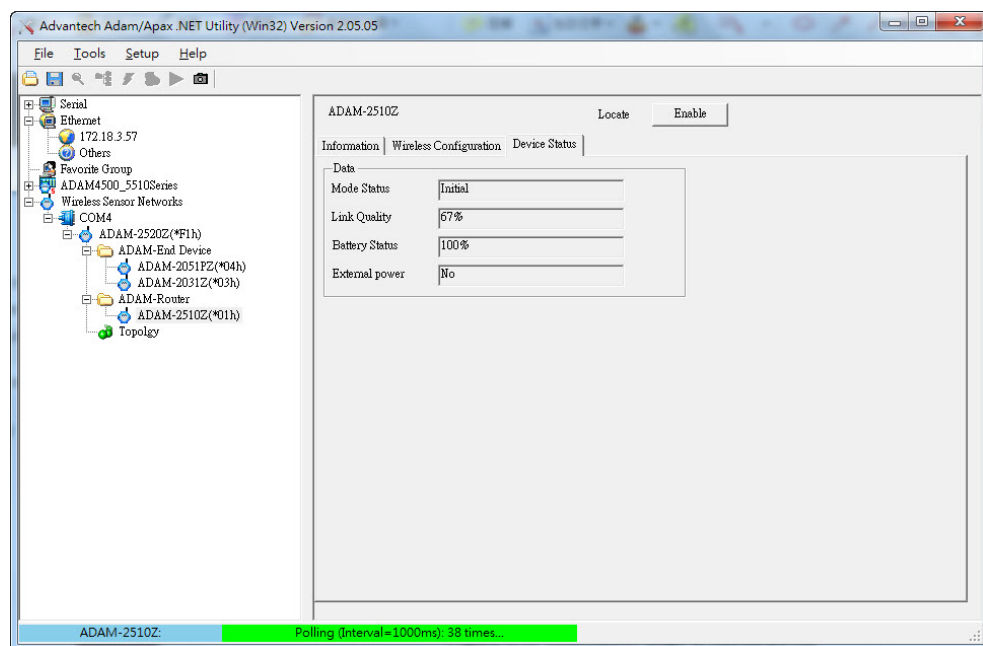 Advantech Adam/Apax .NET Utility (Win32) Version 2.05.05
File Tools Setup Help
Serial
Ethernet
172.18.3.57
Others
Favorite Group
ADAM4500_5510Series
Wireless Sensor Networks
COM4
ADAM-2520Z(*F1h)
ADAM-End Device
ADAM-2051PZ(*04h)
ADAM-2031Z(*03h)
ADAM-Router
ADAM-2510Z(*01h)
Topolgy
ADAM-2510Z
Locate Enable
Information Wireless Configuration Device Status
Data
Mode Status Initial
Link Quality 67%
Battery Status 100%
External power No
ADAM-2510Z: Polling (Interval=1000ms): 38 times...